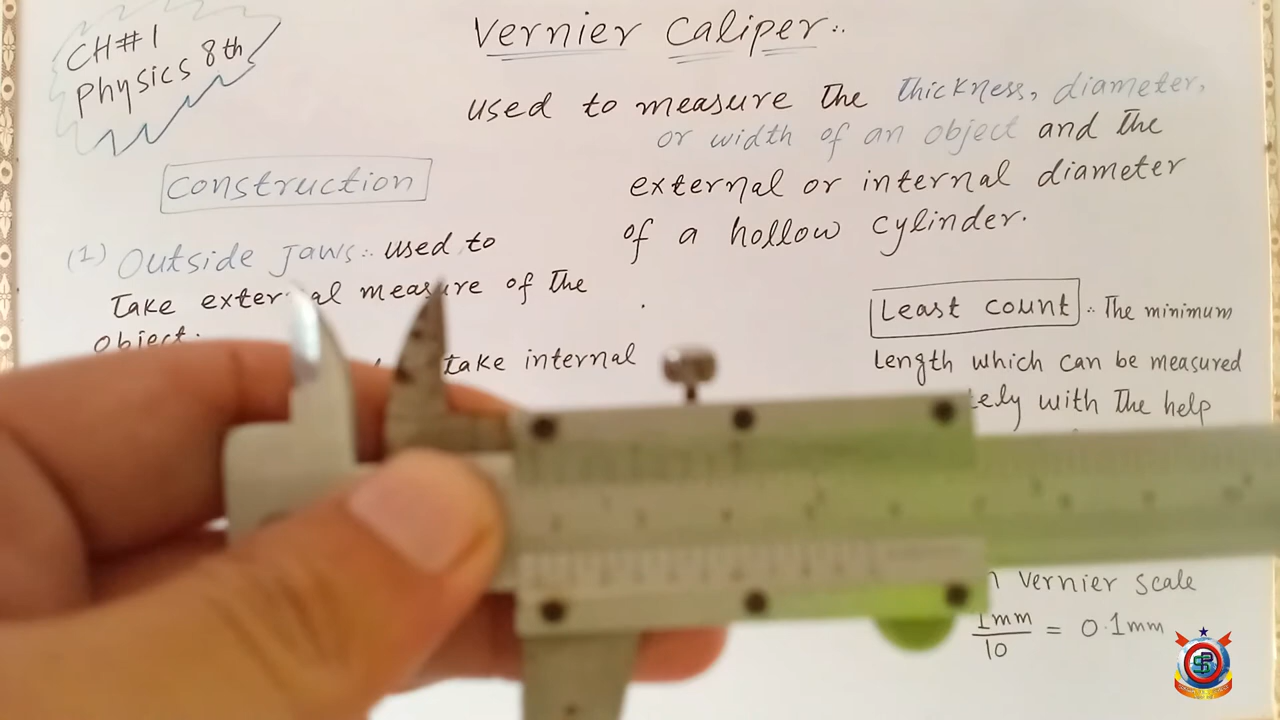 CH#1
Physics 8th
Vernier Caliper:.
used to measure the thickness, diameter,
or width of an object and the
external or internal diameter
of a hollow cylinder.
Construction
(1) Outside Jaws:. used to
take external measure of the
object.
take internal
Least count :. The minimum
Length which can be measured
with the help
Vernier scale
1mm
10
= 0.1mm